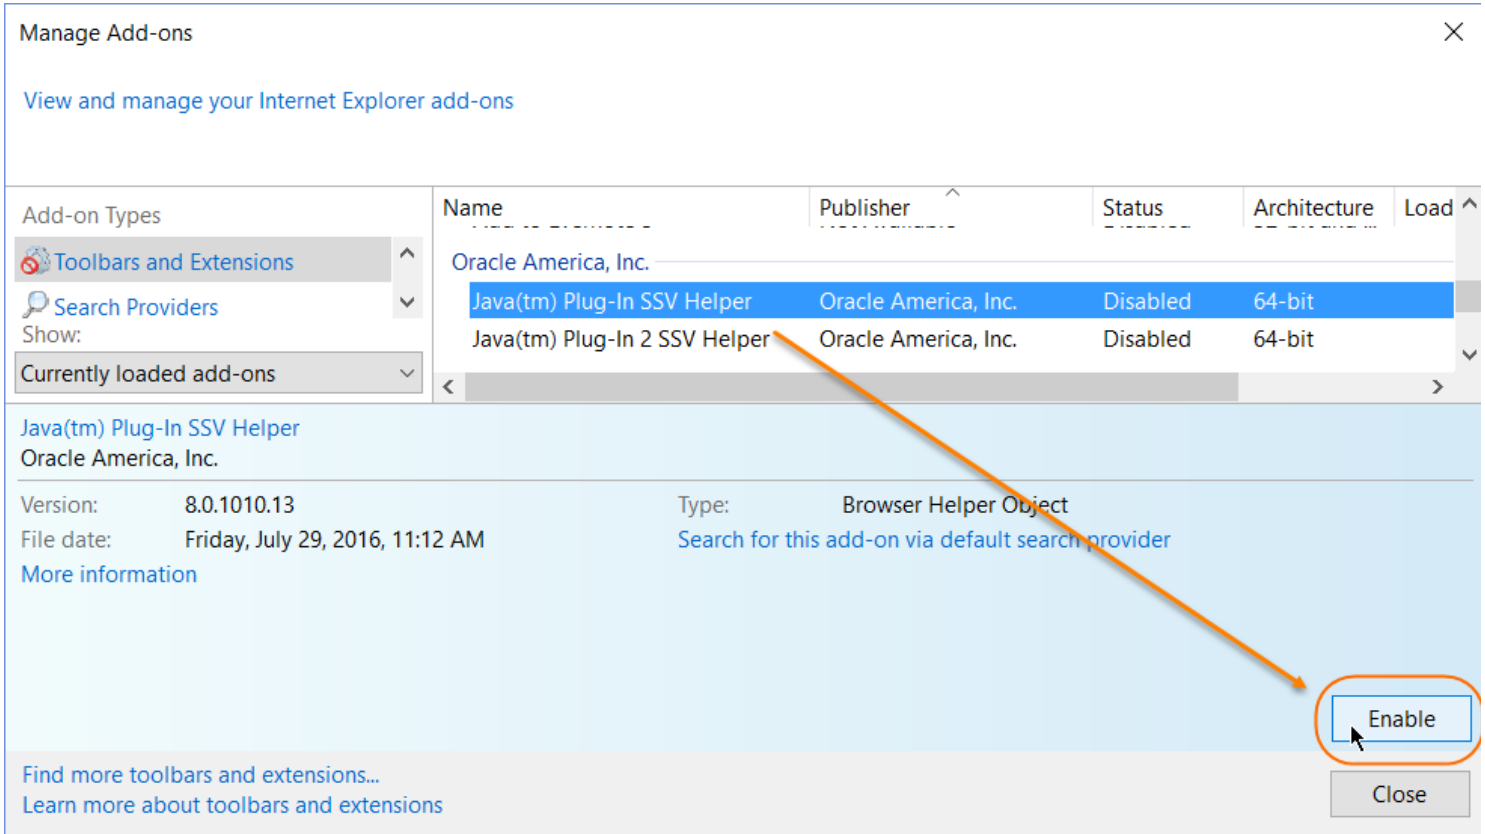 Manage Add-ons
View and manage your Internet Explorer add-ons
Add-on Types
Toolbars and Extensions
Search Providers
Show:
Currently loaded add-ons
Name Publisher Status Architecture Load
Oracle America, Inc.
Java(tm) Plug-In SSV Helper Oracle America, Inc. Disabled 64-bit
Java(tm) Plug-In 2 SSV Helper Oracle America, Inc. Disabled 64-bit
Java(tm) Plug-In SSV Helper
Oracle America, Inc.
Version: 8.0.1010.13 Type: Browser Helper Object
File date: Friday, July 29, 2016, 11:12 AM Search for this add-on via default search provider
More information
Enable
Find more toolbars and extensions...
Learn more about toolbars and extensions
Close